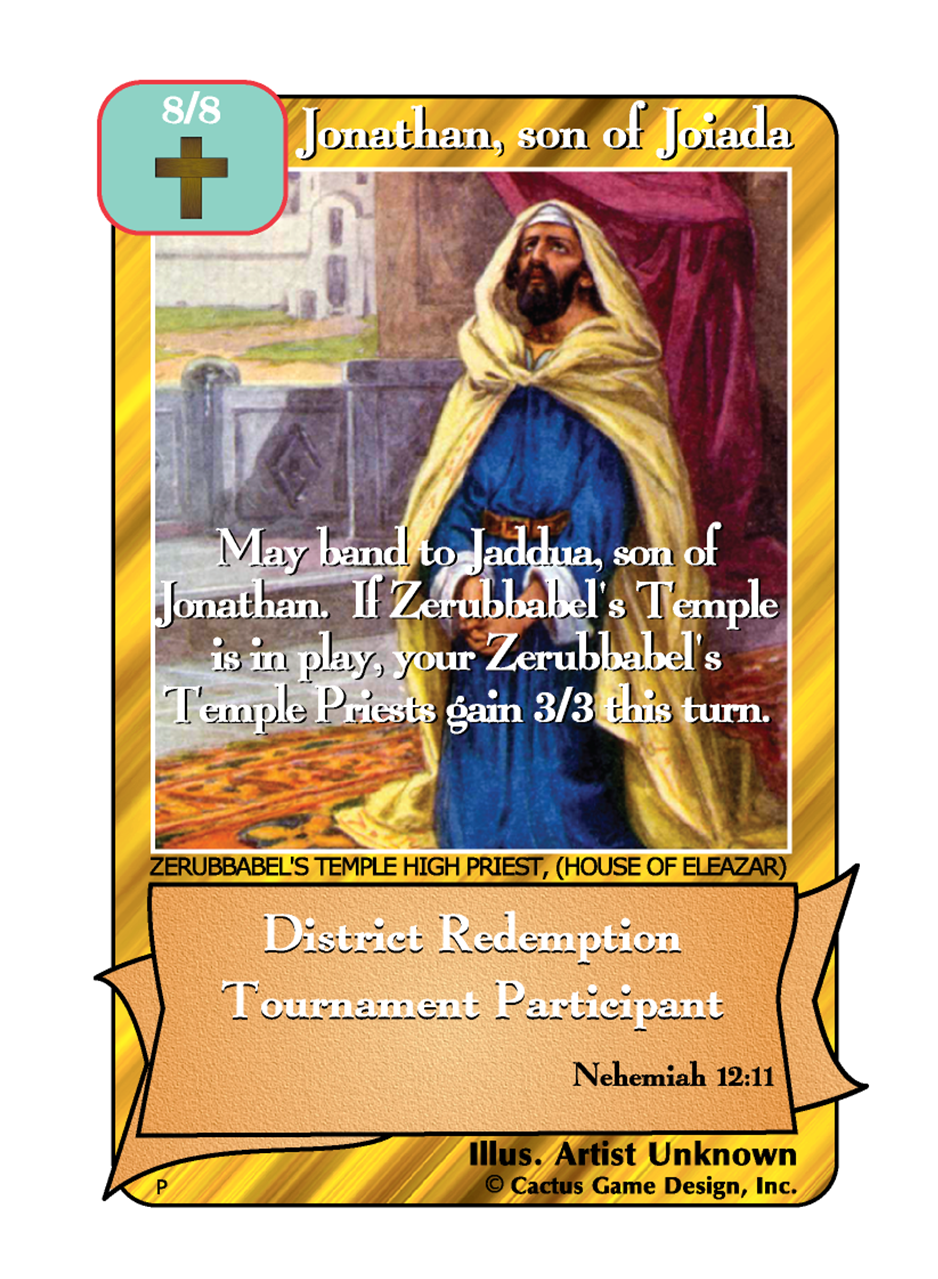 8/8
Jonathan, son of Joiada
May band to Jaddua, son of
Jonathan. If Zerubbabel's Temple
is in play, your Zerubbabel's
Temple Priests gain 3/3 this turn.
ZERUBBABEL'S TEMPLE HIGH PRIEST, (HOUSE OF ELEAZAR)
District Redemption
Tournament Participant
Nehemiah 12:11
Illus. Artist Unknown
P
© Cactus Game Design, Inc.